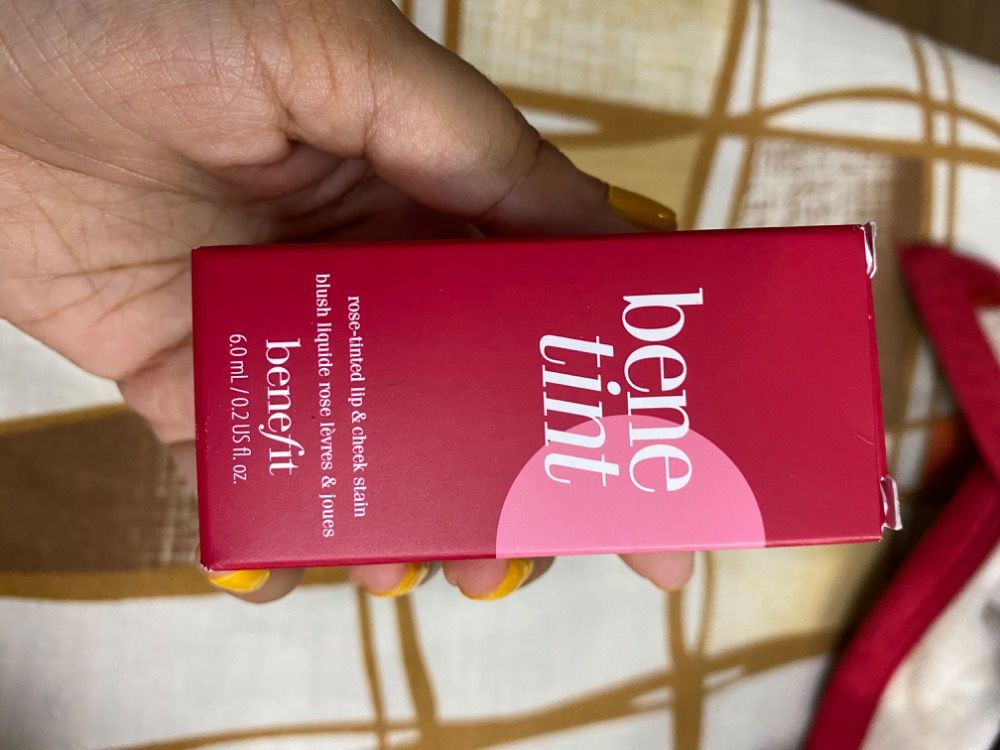 bene
tint
rose-tinted lip & cheek stain
blush liquide rose lèvres & joues
benefit
6.0 mL / 0.2 US fl. oz.